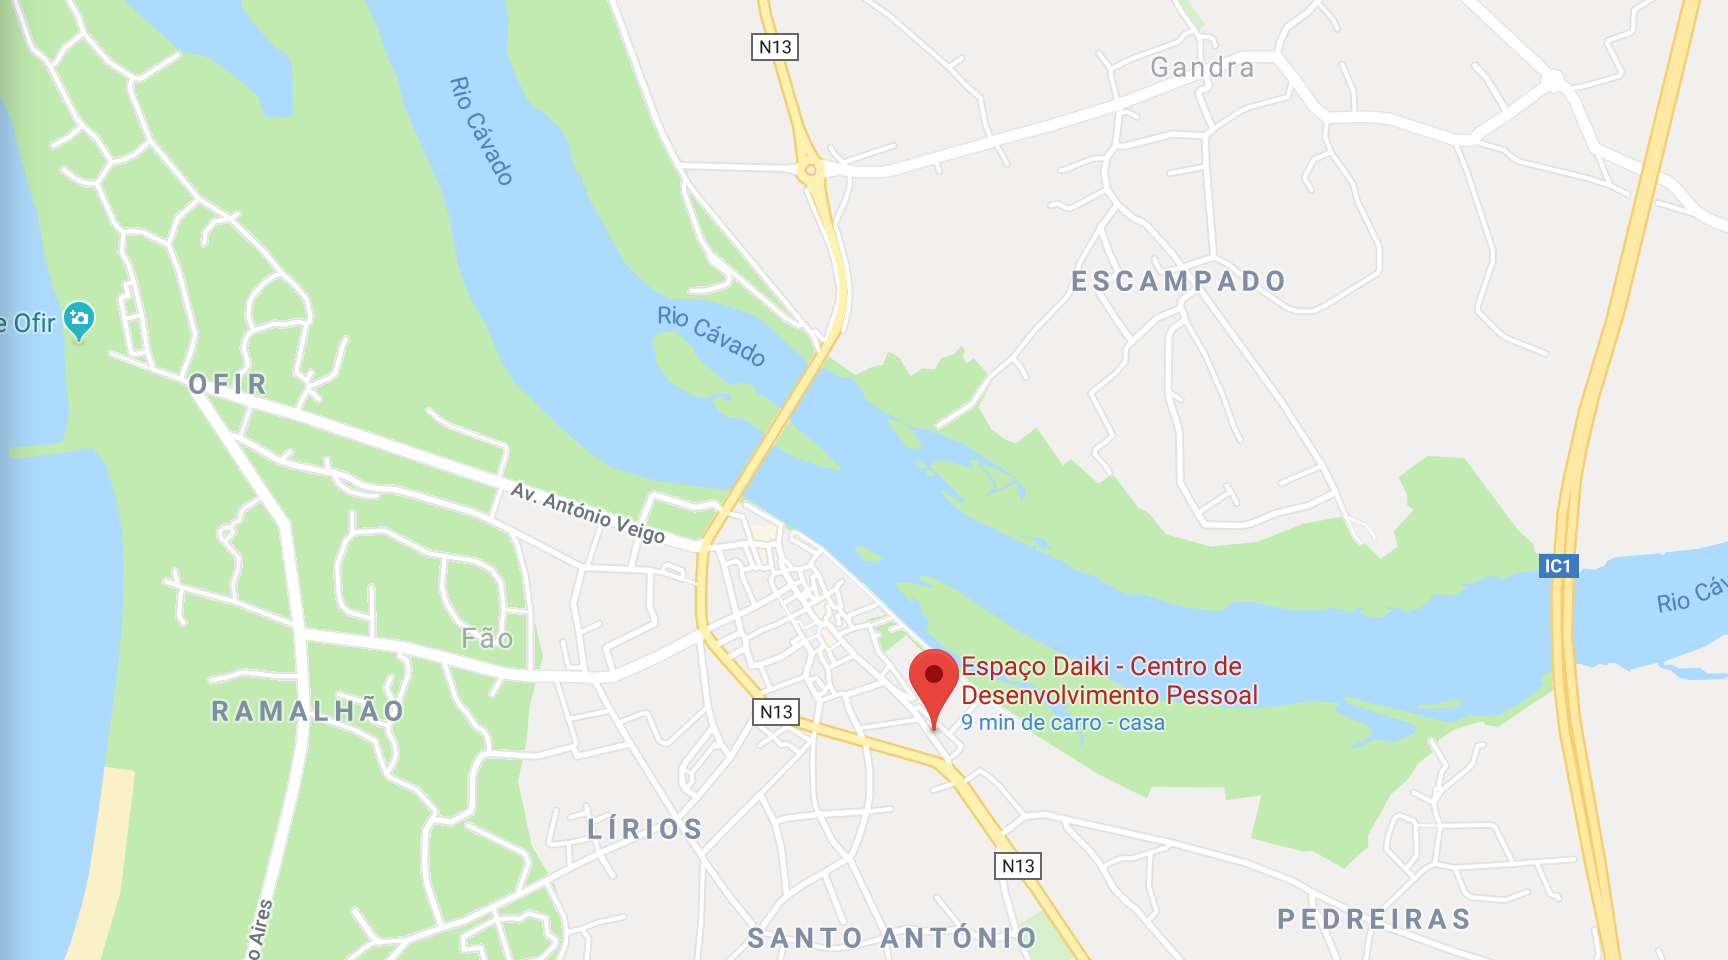 N13
Gandra
Rio Cávado
ESCAMPADO
e Ofir
Rio Cávado
OFIR
Av. António Veigo
IC1
Rio Cáv
Fão
Espaço Daiki - Centro de
Desenvolvimento Pessoal
9 min de carro - casa
RAMALHÃO
N13
LÍRIOS
N13
o Aires
SANTO ANTÓNIO
PEDREIRAS